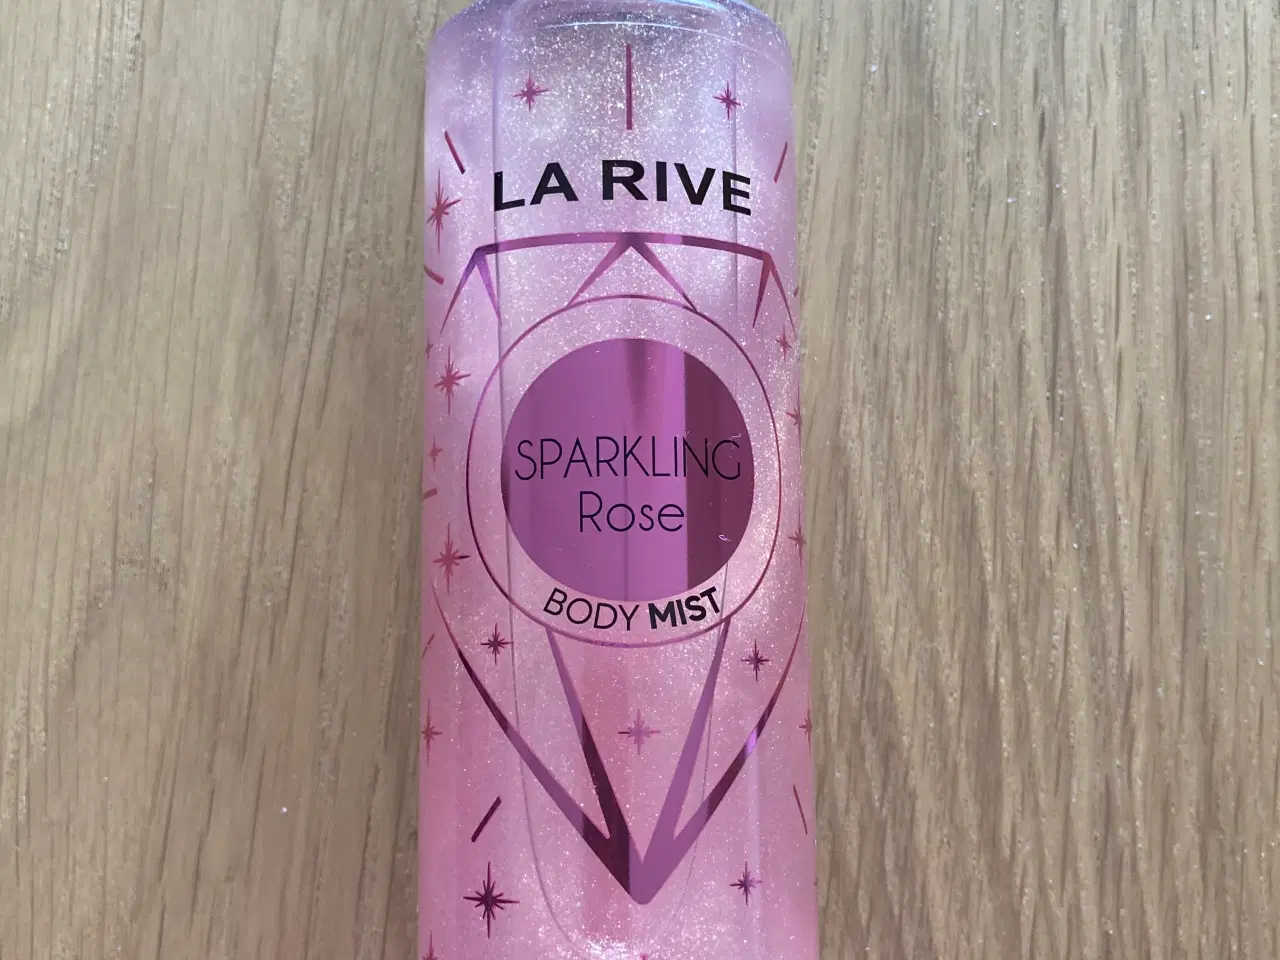 LA RIVE
SPARKLING
Rose
BODY MIST